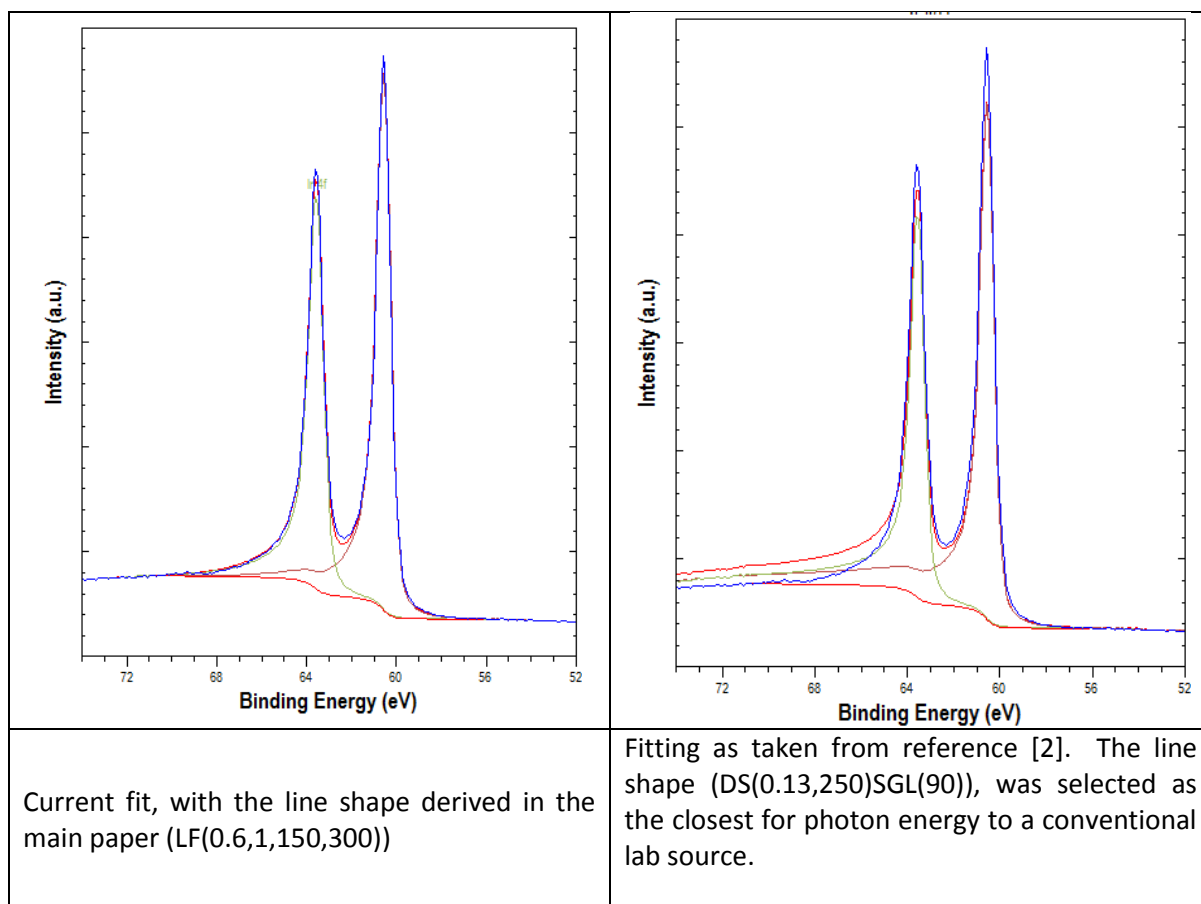 Intensity (a.u.)
72 68 64 60 56 52
Binding Energy (eV)
Intensity (a.u.)
72 68 64 60 56 52
Binding Energy (eV)
Current fit, with the line shape derived in the
main paper (LF(0.6,1,150,300))
Fitting as taken from reference [2]. The line
shape (DS(0.13,250)SGL(90)), was selected as
the closest for photon energy to a conventional
lab source.